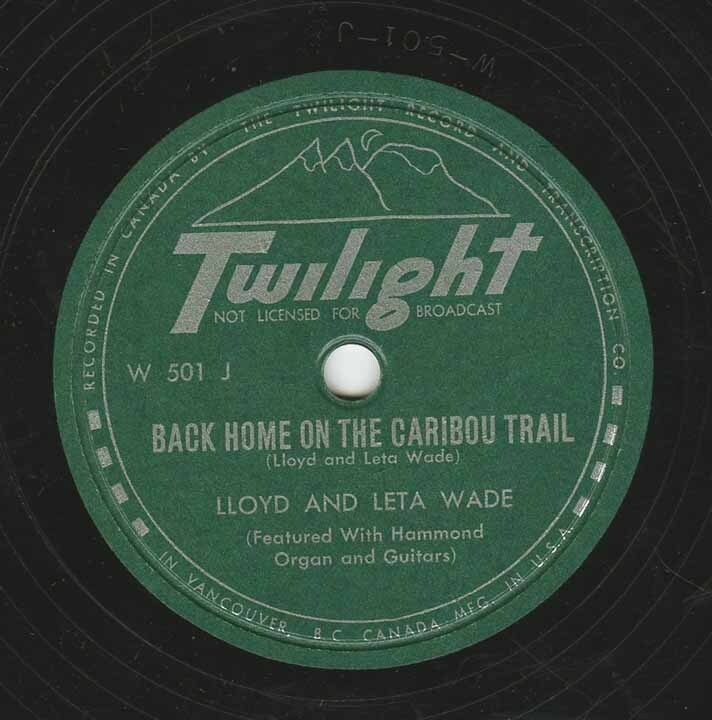 W-501-J
RECORDED IN CANADA BY THE TWILIGHT RECORD AND TRANSCRIPTION CO.
Twilight
NOT LICENSED FOR BROADCAST
W 501 J
BACK HOME ON THE CARIBOU TRAIL
(Lloyd and Leta Wade)
LLOYD AND LETA WADE
(Featured With Hammond
Organ and Guitars)
IN VANCOUVER, B.C. CANADA MFG. IN U.S.A.